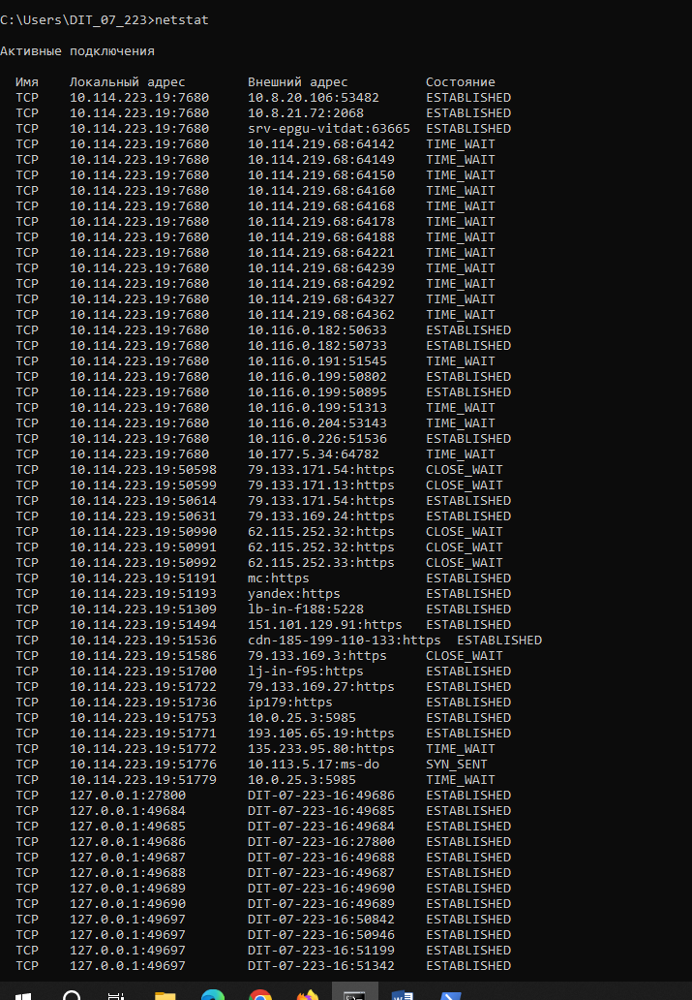 C:\Users\DIT_07_223>netstat
Активные подключения
Имя Локальный адрес Внешний адрес Состояние
TCP 10.114.223.19:7680 10.8.20.106:53482 ESTABLISHED
TCP 10.114.223.19:7680 10.8.21.72:2068 ESTABLISHED
TCP 10.114.223.19:7680 srv-epgu-vitdat:63665 ESTABLISHED
TCP 10.114.223.19:7680 10.114.219.68:64142 TIME_WAIT
TCP 10.114.223.19:7680 10.114.219.68:64149 TIME_WAIT
TCP 10.114.223.19:7680 10.114.219.68:64150 TIME_WAIT
TCP 10.114.223.19:7680 10.114.219.68:64160 TIME_WAIT
TCP 10.114.223.19:7680 10.114.219.68:64168 TIME_WAIT
TCP 10.114.223.19:7680 10.114.219.68:64178 TIME_WAIT
TCP 10.114.223.19:7680 10.114.219.68:64188 TIME_WAIT
TCP 10.114.223.19:7680 10.114.219.68:64221 TIME_WAIT
TCP 10.114.223.19:7680 10.114.219.68:64239 TIME_WAIT
TCP 10.114.223.19:7680 10.114.219.68:64292 TIME_WAIT
TCP 10.114.223.19:7680 10.114.219.68:64327 TIME_WAIT
TCP 10.114.223.19:7680 10.114.219.68:64362 TIME_WAIT
TCP 10.114.223.19:7680 10.116.0.182:50633 ESTABLISHED
TCP 10.114.223.19:7680 10.116.0.182:50733 ESTABLISHED
TCP 10.114.223.19:7680 10.116.0.191:51545 TIME_WAIT
TCP 10.114.223.19:7680 10.116.0.199:50802 ESTABLISHED
TCP 10.114.223.19:7680 10.116.0.199:50895 ESTABLISHED
TCP 10.114.223.19:7680 10.116.0.199:51313 TIME_WAIT
TCP 10.114.223.19:7680 10.116.0.204:53143 TIME_WAIT
TCP 10.114.223.19:7680 10.116.0.226:51536 ESTABLISHED
TCP 10.114.223.19:7680 10.177.5.34:64782 TIME_WAIT
TCP 10.114.223.19:50598 79.133.171.54:https CLOSE_WAIT
TCP 10.114.223.19:50599 79.133.171.13:https CLOSE_WAIT
TCP 10.114.223.19:50614 79.133.171.54:https ESTABLISHED
TCP 10.114.223.19:50631 79.133.169.24:https ESTABLISHED
TCP 10.114.223.19:50990 62.115.252.32:https CLOSE_WAIT
TCP 10.114.223.19:50991 62.115.252.32:https CLOSE_WAIT
TCP 10.114.223.19:50992 62.115.252.33:https CLOSE_WAIT
TCP 10.114.223.19:51191 mc:https ESTABLISHED
TCP 10.114.223.19:51193 yandex:https ESTABLISHED
TCP 10.114.223.19:51309 lb-in-f188:5228 ESTABLISHED
TCP 10.114.223.19:51494 151.101.129.91:https ESTABLISHED
TCP 10.114.223.19:51536 cdn-185-199-110-133:https ESTABLISHED
TCP 10.114.223.19:51586 79.133.169.3:https CLOSE_WAIT
TCP 10.114.223.19:51700 lj-in-f95:https ESTABLISHED
TCP 10.114.223.19:51722 79.133.169.27:https ESTABLISHED
TCP 10.114.223.19:51736 ip179:https ESTABLISHED
TCP 10.114.223.19:51753 10.0.25.3:5985 ESTABLISHED
TCP 10.114.223.19:51771 193.105.65.19:https ESTABLISHED
TCP 10.114.223.19:51772 135.233.95.80:https TIME_WAIT
TCP 10.114.223.19:51776 10.113.5.17:ms-do SYN_SENT
TCP 10.114.223.19:51779 10.0.25.3:5985 TIME_WAIT
TCP 127.0.0.1:27800 DIT-07-223-16:49686 ESTABLISHED
TCP 127.0.0.1:49684 DIT-07-223-16:49685 ESTABLISHED
TCP 127.0.0.1:49685 DIT-07-223-16:49684 ESTABLISHED
TCP 127.0.0.1:49686 DIT-07-223-16:27800 ESTABLISHED
TCP 127.0.0.1:49687 DIT-07-223-16:49688 ESTABLISHED
TCP 127.0.0.1:49688 DIT-07-223-16:49687 ESTABLISHED
TCP 127.0.0.1:49689 DIT-07-223-16:49690 ESTABLISHED
TCP 127.0.0.1:49690 DIT-07-223-16:49689 ESTABLISHED
TCP 127.0.0.1:49697 DIT-07-223-16:50842 ESTABLISHED
TCP 127.0.0.1:49697 DIT-07-223-16:50946 ESTABLISHED
TCP 127.0.0.1:49697 DIT-07-223-16:51199 ESTABLISHED
TCP 127.0.0.1:49697 DIT-07-223-16:51342 ESTABLISHED